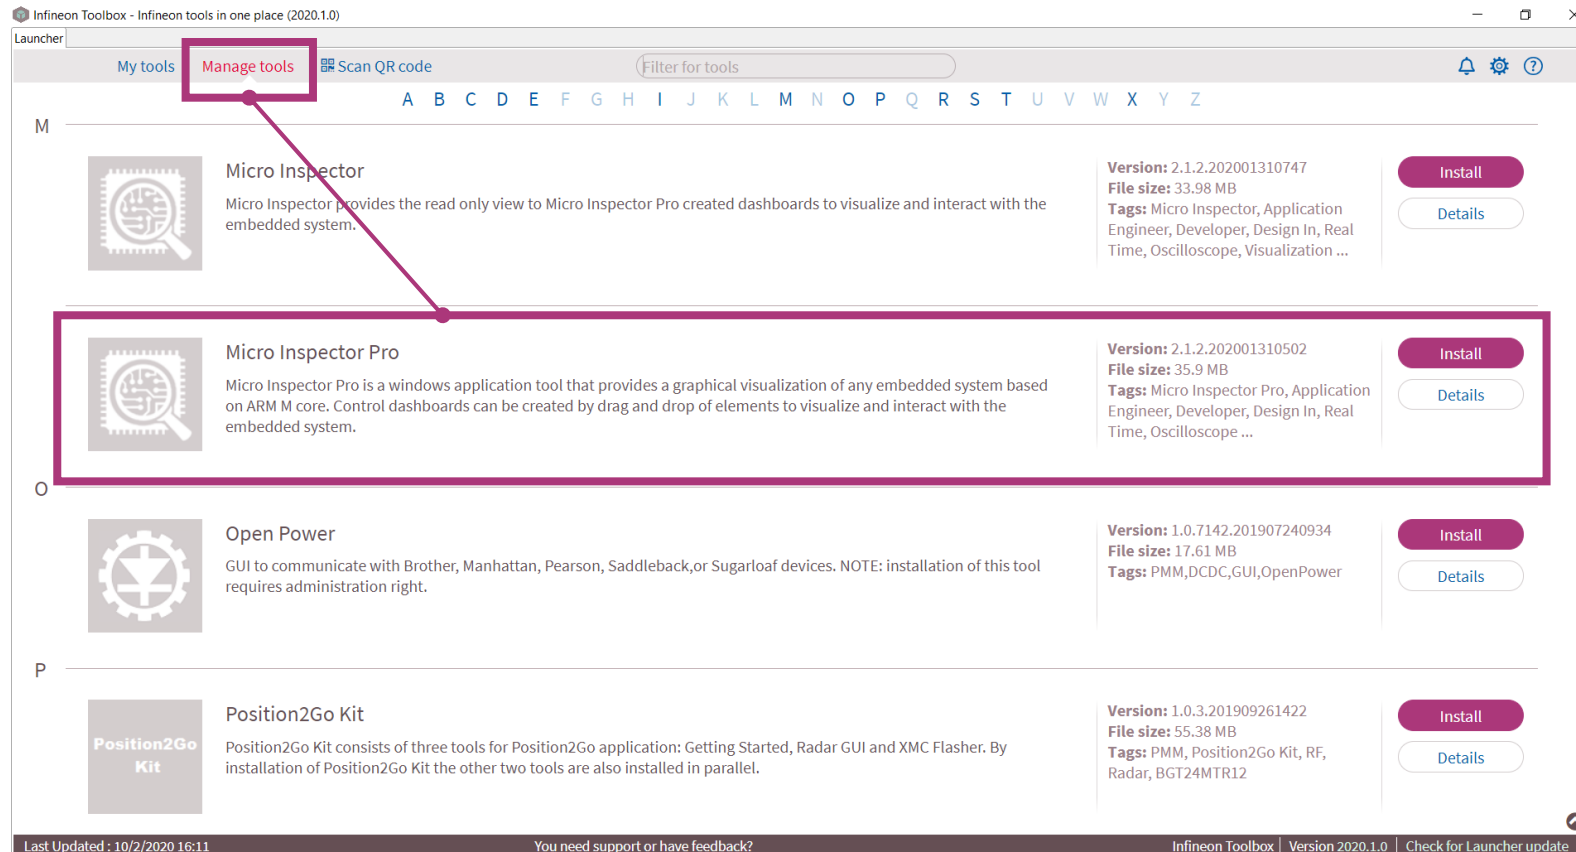 Infineon Toolbox - Infineon tools in one place (2020.1.0)
Launcher
My tools
Manage tools
Scan QR code
Filter for tools
A B C D E F G H I J K L M N O P Q R S T U V W X Y Z
M
Micro Inspector
Micro Inspector provides the read only view to Micro Inspector Pro created dashboards to visualize and interact with the
embedded system.
Version: 2.1.2.202001310747
File size: 33.98 MB
Tags: Micro Inspector, Application
Engineer, Developer, Design In, Real
Time, Oscilloscope, Visualization ...
Install
Details
Micro Inspector Pro
Micro Inspector Pro is a windows application tool that provides a graphical visualization of any embedded system based
on ARM M core. Control dashboards can be created by drag and drop of elements to visualize and interact with the
embedded system.
Version: 2.1.2.202001310502
File size: 35.9 MB
Tags: Micro Inspector Pro, Application
Engineer, Developer, Design In, Real
Time, Oscilloscope ...
Install
Details
O
Open Power
GUI to communicate with Brother, Manhattan, Pearson, Saddleback,or Sugarloaf devices. NOTE: installation of this tool
requires administration right.
Version: 1.0.7142.201907240934
File size: 17.61 MB
Tags: PMM,DCDC,GUI,OpenPower
Install
Details
P
Position2Go
Kit
Position2Go Kit
Position2Go Kit consists of three tools for Position2Go application: Getting Started, Radar GUI and XMC Flasher. By
installation of Position2Go Kit the other two tools are also installed in parallel.
Version: 1.0.3.201909261422
File size: 55.38 MB
Tags: PMM, Position2Go Kit, RF,
Radar, BGT24MTR12
Install
Details
Last Updated : 10/2/2020 16:11
You need support or have feedback?
Infineon Toolbox
Version 2020.1.0
Check for Launcher update